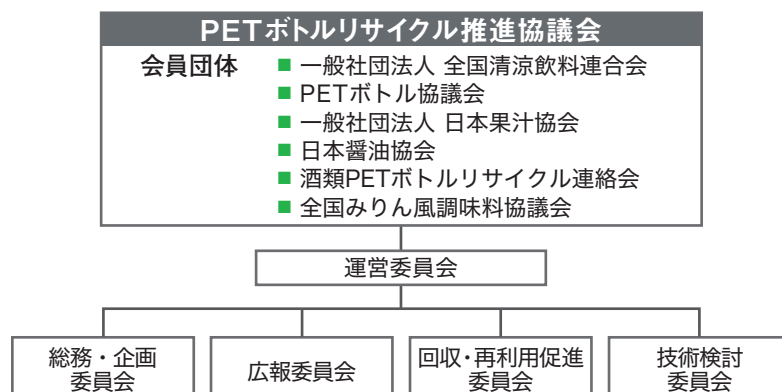 PETボトルリサイクル推進協議会
会員団体
■ 一般社団法人 全国清涼飲料連合会
■ PETボトル協議会
■ 一般社団法人 日本果汁協会
■ 日本醤油協会
■ 酒類PETボトルリサイクル連絡会
■ 全国みりん風調味料協議会
運営委員会
総務・企画
委員会
広報委員会
回収・再利用促進
委員会
技術検討
委員会